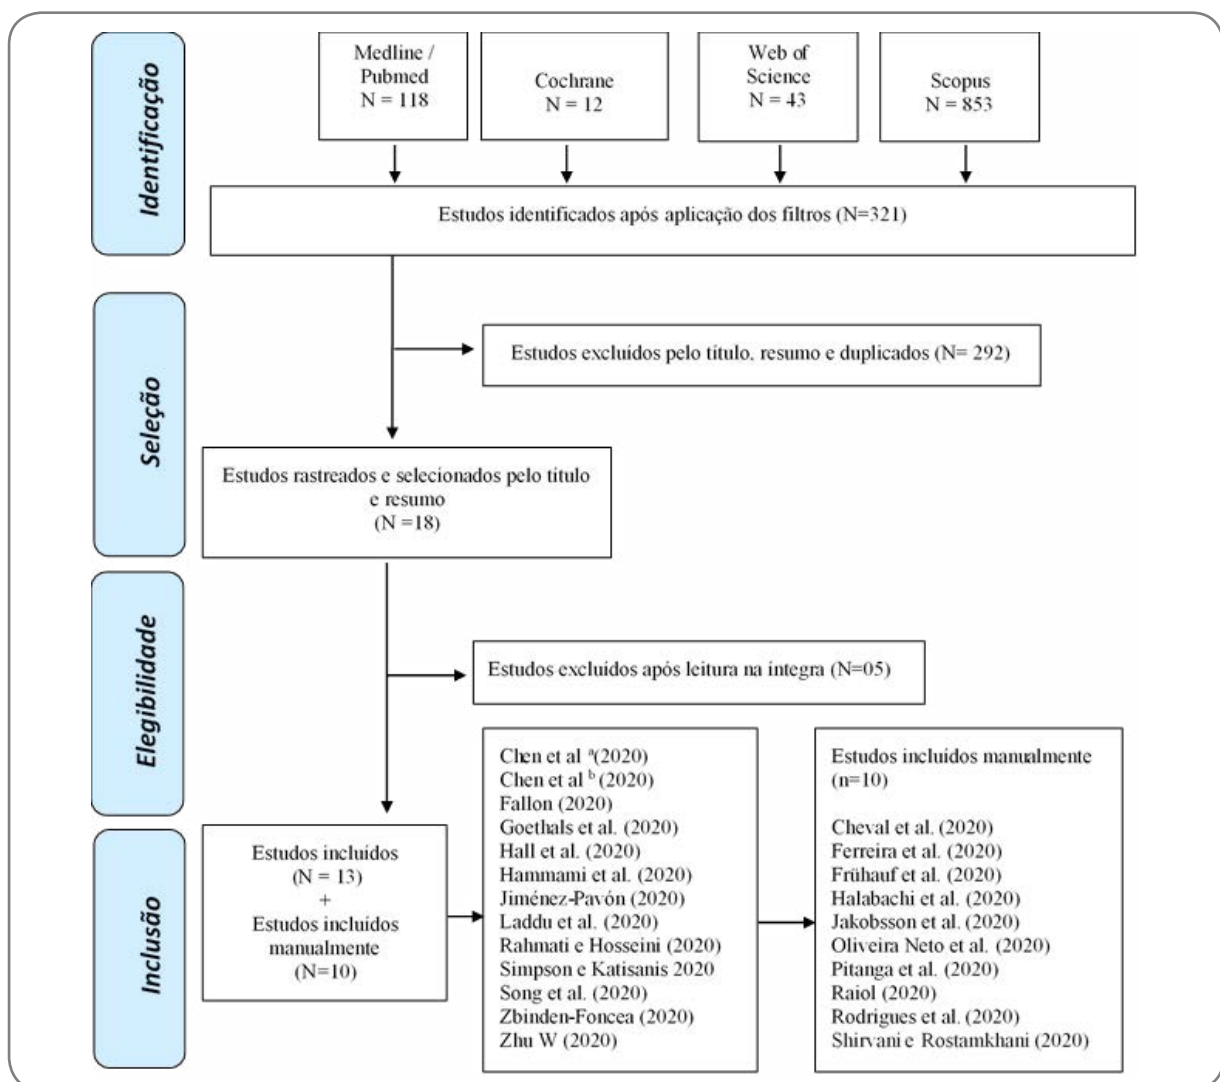 Identificação
Medline /
Pubmed
N = 118
Cochrane
N = 12
Web of
Science
N = 43
Scopus
N = 853
Estudos identificados após aplicação dos filtros (N=321)
Seleção
Estudos excluídos pelo título, resumo e duplicados (N= 292)
Estudos rastreados e selecionados pelo título
e resumo
(N =18)
Elegibilidade
Estudos excluídos após leitura na íntegra (N=05)
Inclusão
Estudos incluídos
(N = 13)
+
Estudos incluídos
manualmente
(N=10)
Chen et al ª(2020)
Chen et al ᵇ (2020)
Fallon (2020)
Goethals et al. (2020)
Hall et al. (2020)
Hammami et al. (2020)
Jiménez-Pavón (2020)
Laddu et al. (2020)
Rahmati e Hosseini (2020)
Simpson e Katisanis 2020
Song et al. (2020)
Zbinden-Foncea (2020)
Zhu W (2020)
Estudos incluídos manualmente
(n=10)
Cheval et al. (2020)
Ferreira et al. (2020)
Frühauf et al. (2020)
Halabachi et al. (2020)
Jakobsson et al. (2020)
Oliveira Neto et al. (2020)
Pitanga et al. (2020)
Raiol (2020)
Rodrigues et al. (2020)
Shirvani e Rostamkhani (2020)